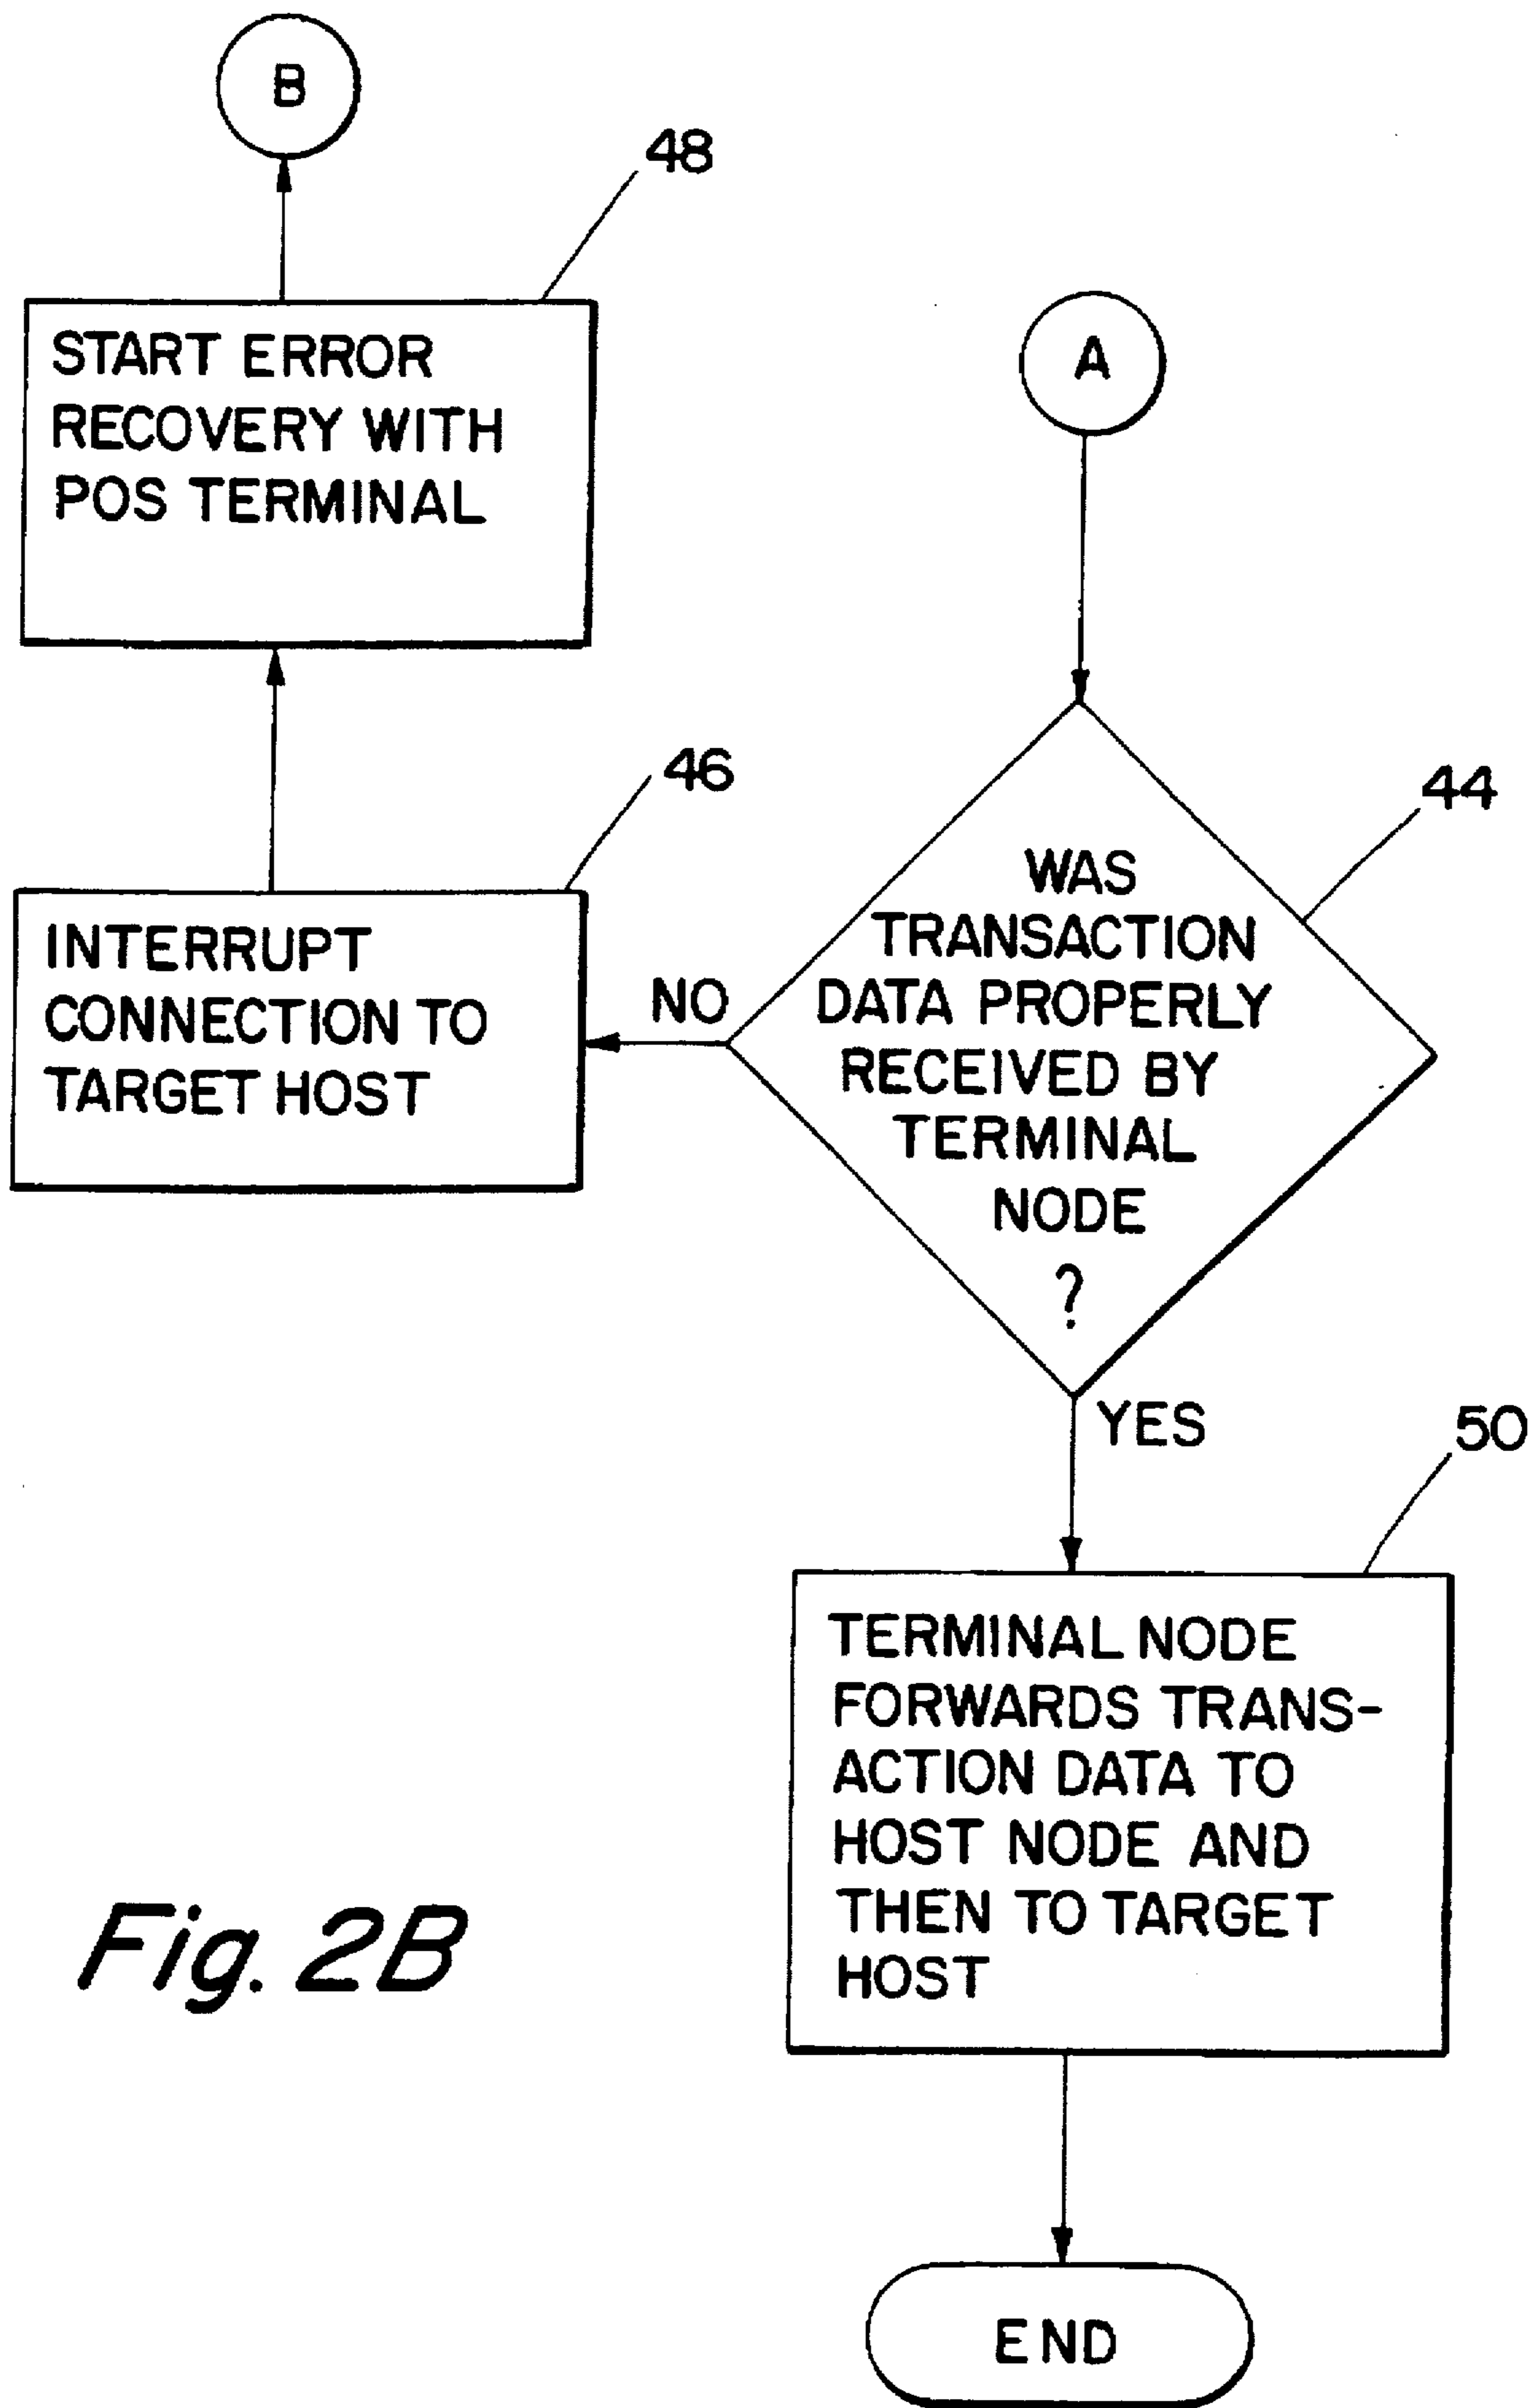 B
48
START ERROR
RECOVERY WITH
POS TERMINAL
A
46
INTERRUPT
CONNECTION TO
TARGET HOST
NO
44
WAS
TRANSACTION
DATA PROPERLY
RECEIVED BY
TERMINAL
NODE
?
YES
50
TERMINAL NODE
FORWARDS TRANS-
ACTION DATA TO
HOST NODE AND
THEN TO TARGET
HOST
Fig. 2B
END